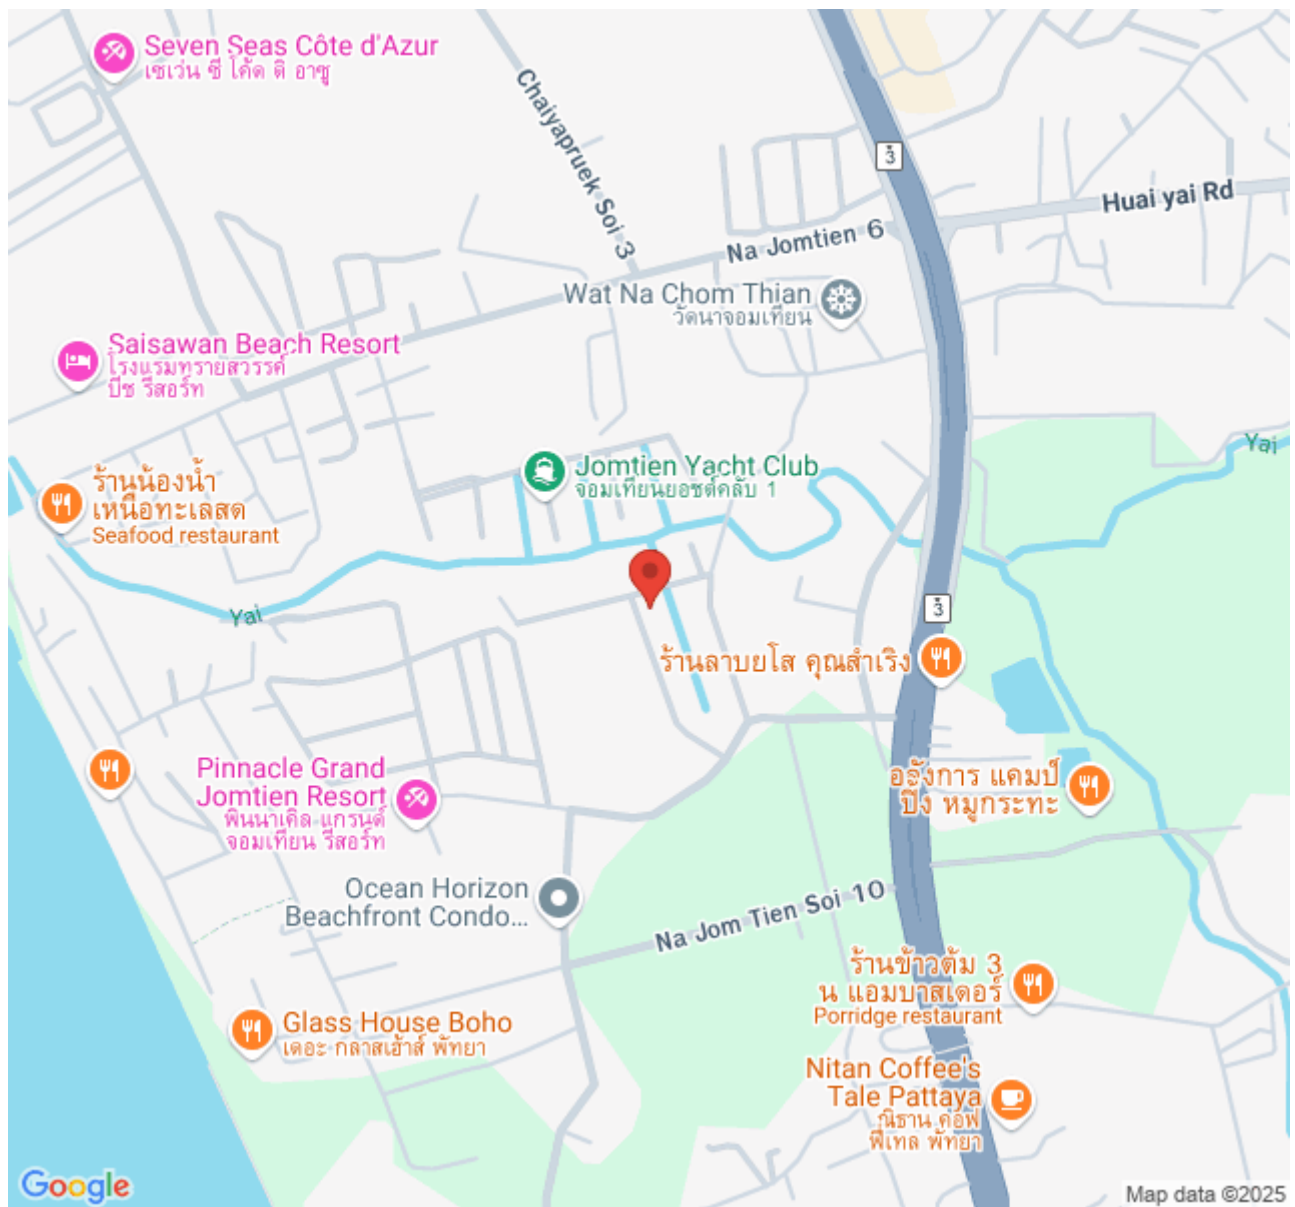 Seven Seas Côte d'Azur
เซเว่น ซี โค้ด ดิ อาซู
Chaiyapruek Soi 3
3
Huai yai Rd
Na Jomtien 6
Wat Na Chom Thian
วัดนาจอมเทียน
Saisawan Beach Resort
โรงแรมทรายสวรรค์
บีช รีสอร์ท
Yai
Jomtien Yacht Club
จอมเทียนยอชต์คลับ 1
ร้านน้องน้ำ
เหนือทะเลสด
Seafood restaurant
Yai
3
ร้านลาบยโส คุณสำเริง
Pinnacle Grand
Jomtien Resort
พินนาเคิล แกรนด์
จอมเทียน รีสอร์ท
อลังการ แคมป์
ปิ้ง หมูกระทะ
Ocean Horizon
Beachfront Condo...
Na Jom Tien Soi 10
ร้านข้าวต้ม 3
น แอมบาสเดอร์
Porridge restaurant
Glass House Boho
เดอะ กลาสเฮ้าส์ พัทยา
Nitan Coffee's
Tale Pattaya
ณิธาน คอฟ
ฟี่เทล พัทยา
Google
Map data ©2025